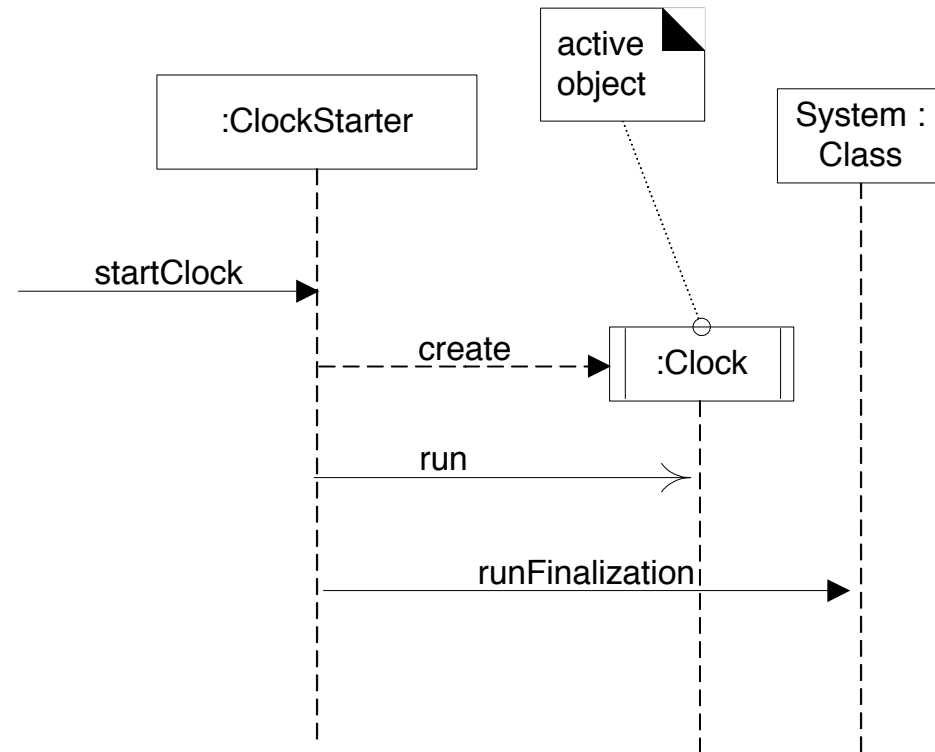 active
object
:ClockStarter
System :
Class
startClock
create
:Clock
run
runFinalization